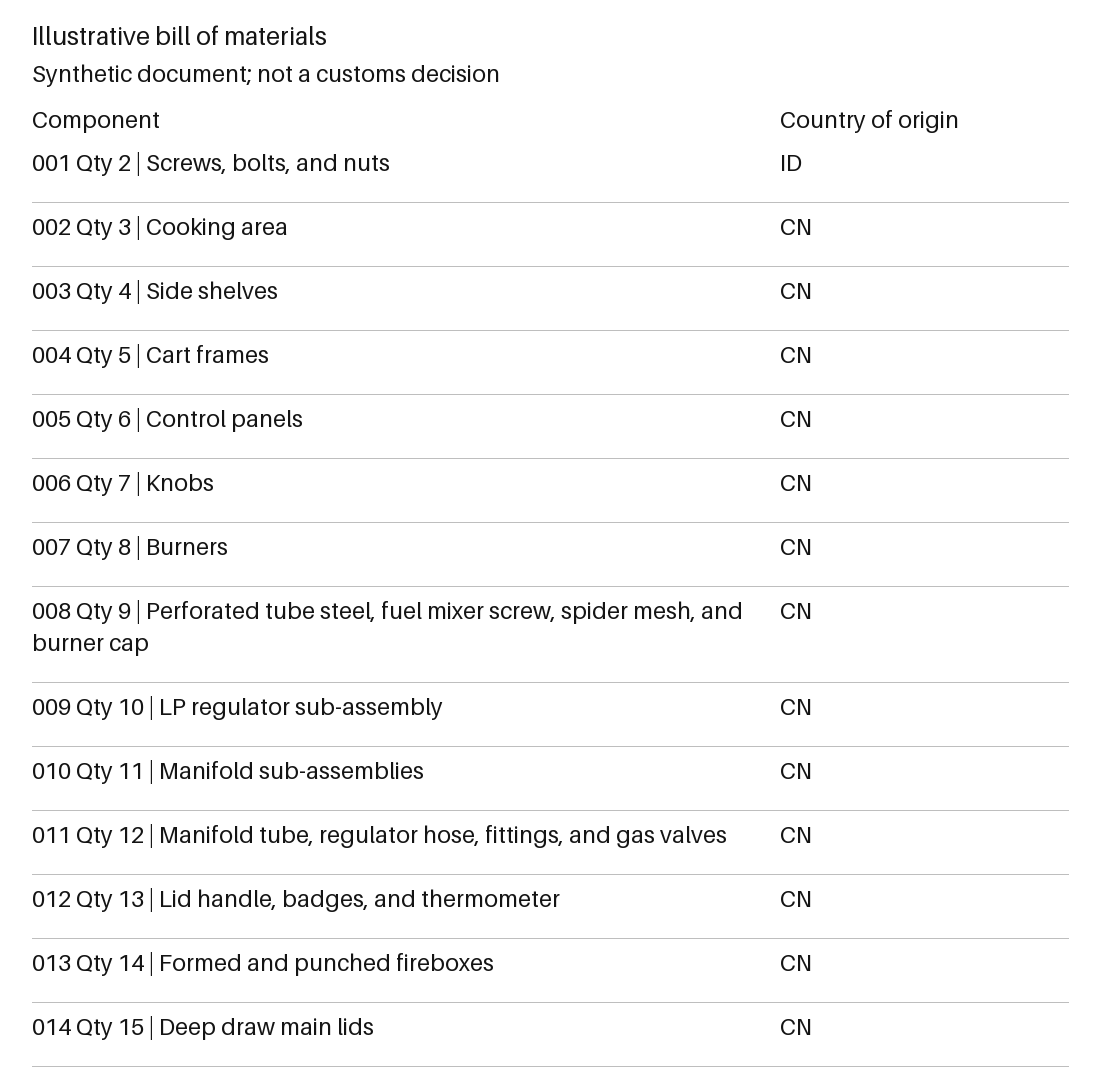 Illustrative bill of materials
Synthetic document; not a customs decision
Component Country of origin
001 Qty 2 | Screws, bolts, and nuts ID
002 Qty 3 | Cooking area CN
003 Qty 4 | Side shelves CN
004 Qty 5 | Cart frames CN
005 Qty 6 | Control panels CN
006 Qty 7 | Knobs CN
007 Qty 8 | Burners CN
008 Qty 9 | Perforated tube steel, fuel mixer screw, spider mesh, and CN
burner cap
009 Qty 10 | LP regulator sub-assembly CN
010 Qty 11 | Manifold sub-assemblies CN
011 Qty 12 | Manifold tube, regulator hose, fittings, and gas valves CN
012 Qty 13 | Lid handle, badges, and thermometer CN
013 Qty 14 | Formed and punched fireboxes CN
014 Qty 15 | Deep draw main lids CN